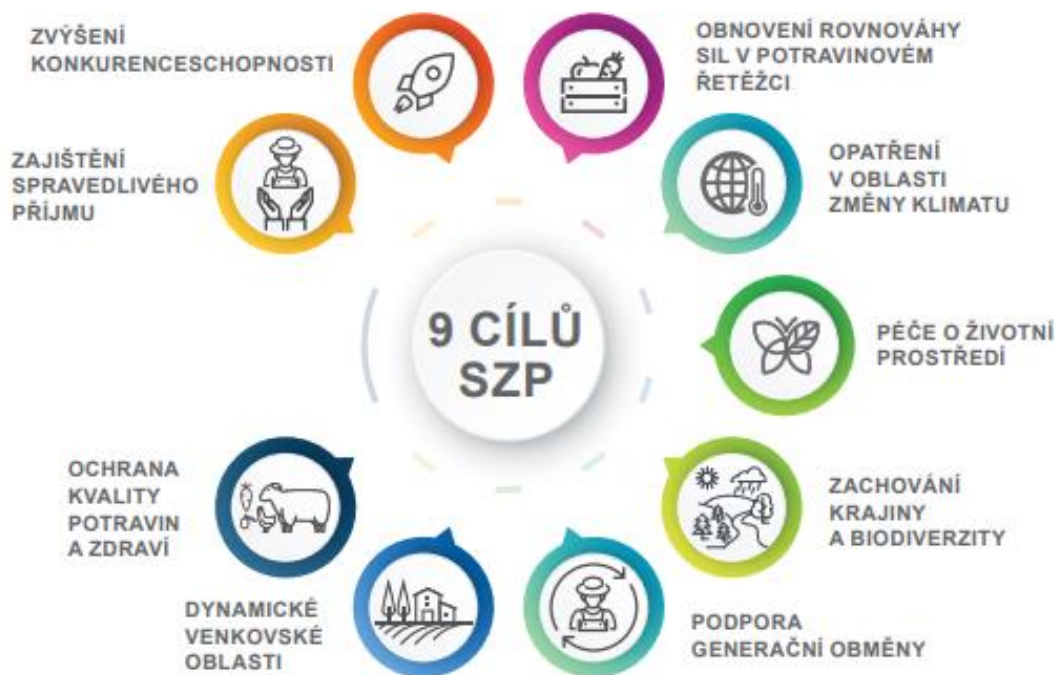 ZVÝŠENÍ
KONKURENCESCHOPNOSTI
OBNOVENÍ ROVNOVÁHY
SIL V POTRAVINOVÉM
ŘETĚŽCI
ZAJIŠTĚNÍ
SPRAVEDLIVÉHO
PŘÍJMU
OPATŘENÍ
V OBLASTI
ZMĚNY KLIMATU
9 CÍLŮ
SZP
PÉČE O ŽIVOTNÍ
PROSTŘEDÍ
OCHRANA
KVALITY
POTRAVIN
A ZDRAVÍ
ZACHOVÁNÍ
KRAJINY
A BIODIVERZITY
DYNAMICKÉ
VENKOVSKÉ
OBLASTI
PODPORA
GENERAČNÍ OBMĚNY